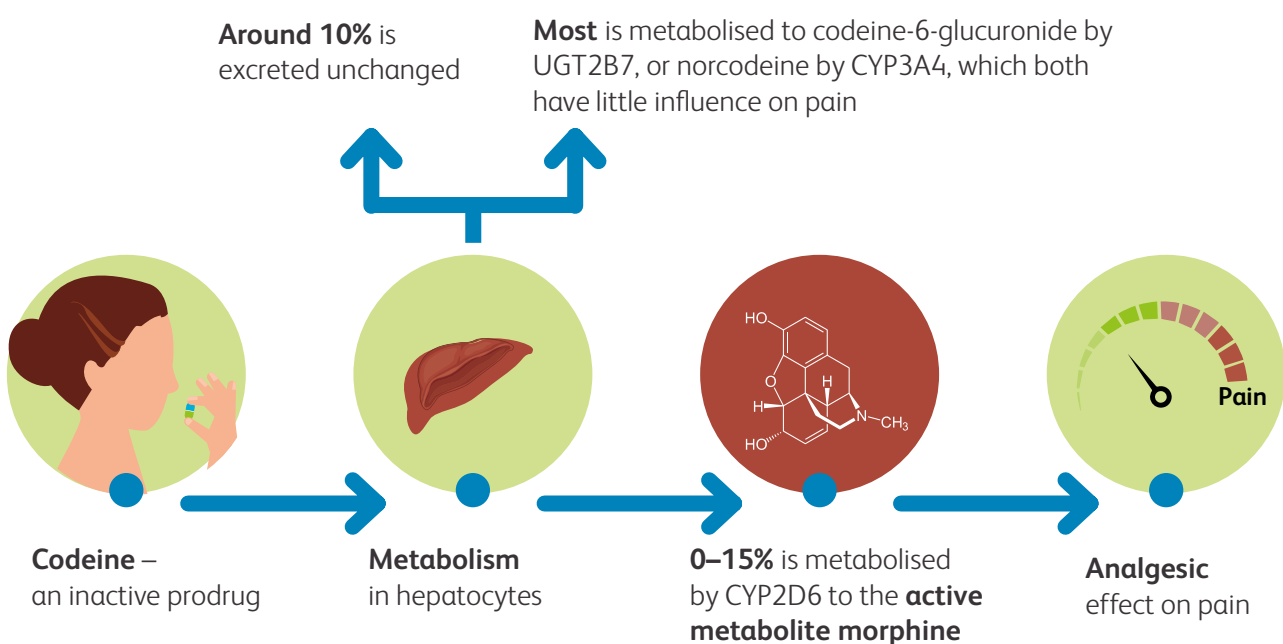 Around 10% is
excreted unchanged
Most is metabolised to codeine-6-glucuronide by
UGT2B7, or norcodeine by CYP3A4, which both
have little influence on pain
HO
O
H
H
N
CH₃
HO
Pain
Codeine –
an inactive prodrug
Metabolism
in hepatocytes
0–15% is metabolised
by CYP2D6 to the active
metabolite morphine
Analgesic
effect on pain